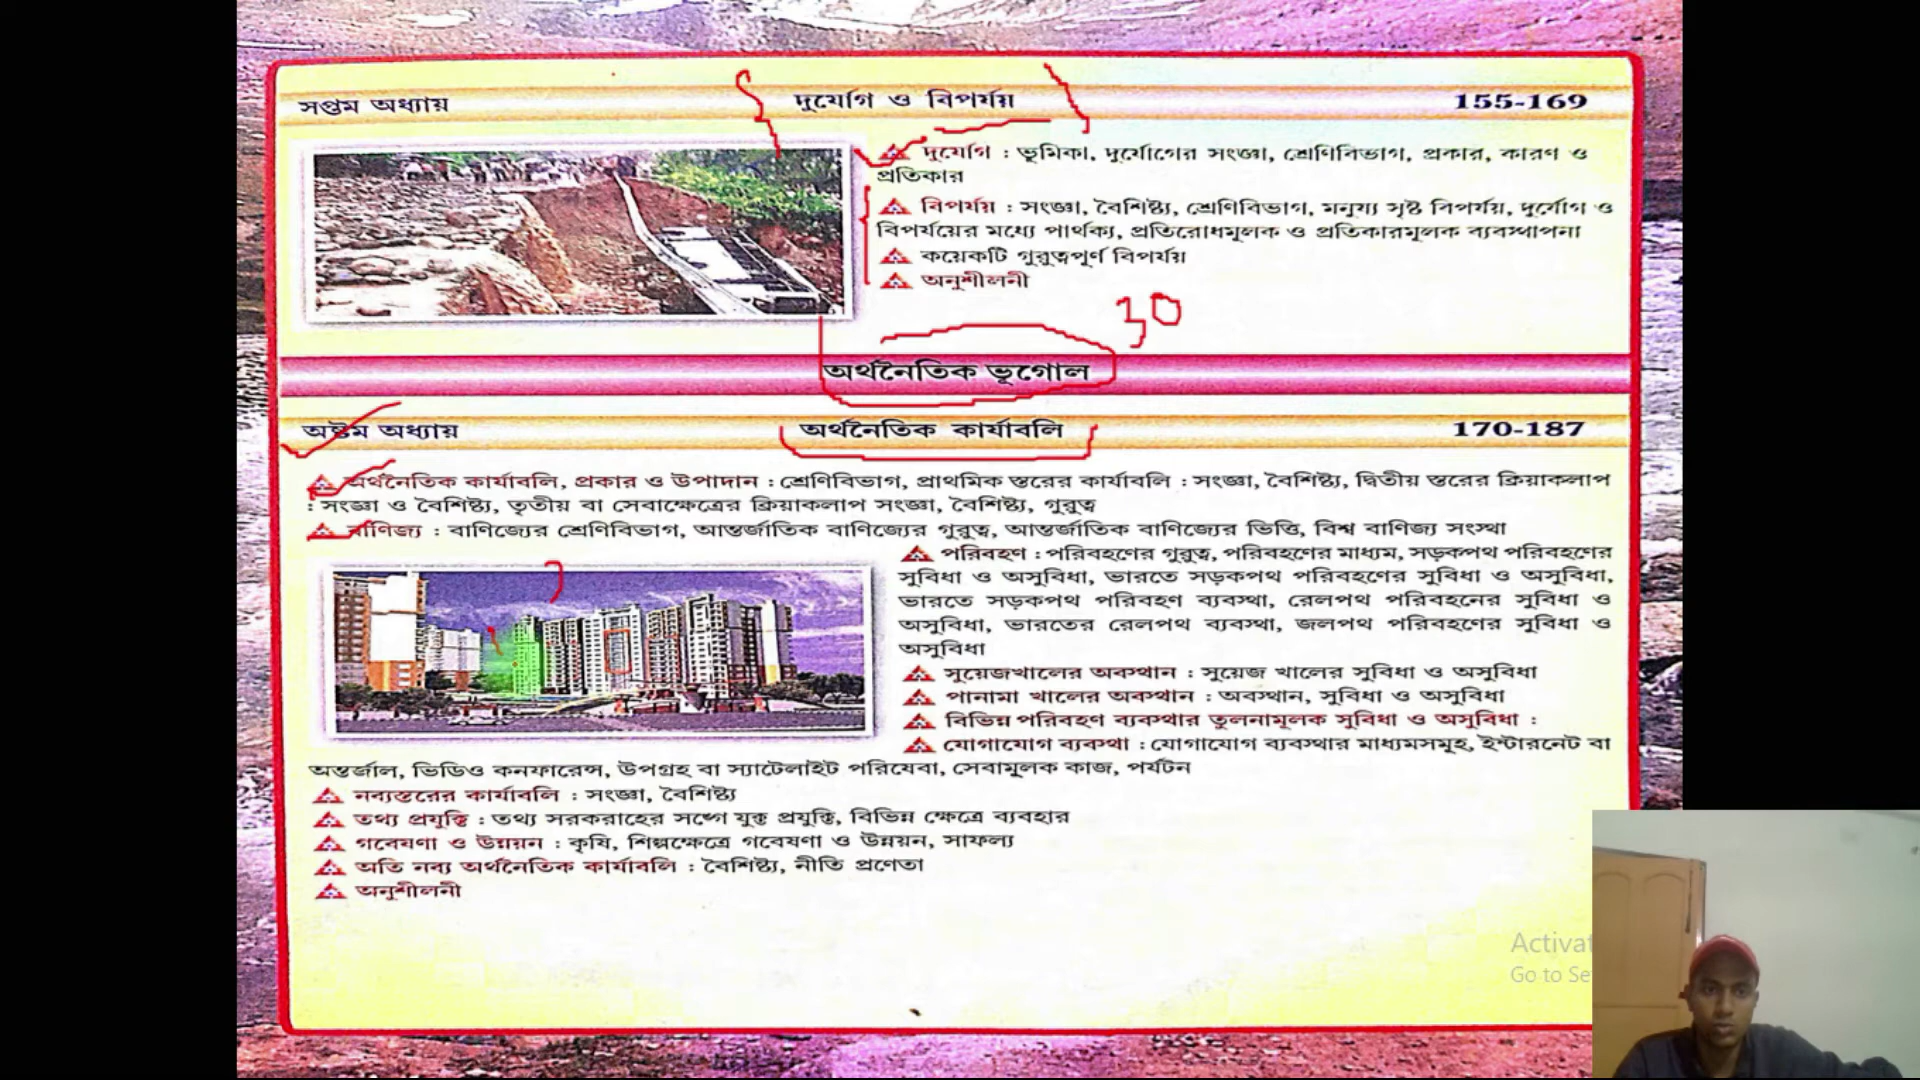 সপ্তম অধ্যায় দুর্যোগ ও বিপর্যয় 155-169
দুর্যোগ : ভূমিকা, দুর্যোগের সংজ্ঞা, শ্রেণিবিভাগ, প্রকার, কারণ ও
প্রতিকার
বিপর্যয় : সংজ্ঞা, বৈশিষ্ট্য, শ্রেণিবিভাগ, মনুষ্য সৃষ্ট বিপর্যয়, দুর্যোগ ও
বিপর্যয়ের মধ্যে পার্থক্য, প্রতিরোধমূলক ও প্রতিকারমূলক ব্যবস্থাপনা
কয়েকটি গুরুত্বপূর্ণ বিপর্যয়
অনুশীলনী
30
অর্থনৈতিক ভূগোল
অষ্টম অধ্যায় অর্থনৈতিক কার্যাবলি 170-187
অর্থনৈতিক কার্যাবলি, প্রকার ও উপাদান : শ্রেণিবিভাগ, প্রাথমিক স্তরের কার্যাবলি : সংজ্ঞা, বৈশিষ্ট্য, দ্বিতীয় স্তরের ক্রিয়াকলাপ
: সংজ্ঞা ও বৈশিষ্ট্য, তৃতীয় বা সেবাক্ষেত্রের ক্রিয়াকলাপ সংজ্ঞা, বৈশিষ্ট্য, গুরুত্ব
বাণিজ্য : বাণিজ্যের শ্রেণিবিভাগ, আন্তর্জাতিক বাণিজ্যের গুরুত্ব, আন্তর্জাতিক বাণিজ্যের ভিত্তি, বিশ্ব বাণিজ্য সংস্থা
পরিবহণ : পরিবহণের গুরুত্ব, পরিবহণের মাধ্যম, সড়কপথ পরিবহণের
সুবিধা ও অসুবিধা, ভারতে সড়কপথ পরিবহণের সুবিধা ও অসুবিধা,
ভারতে সড়কপথ পরিবহণ ব্যবস্থা, রেলপথ পরিবহনের সুবিধা ও
অসুবিধা, ভারতের রেলপথ ব্যবস্থা, জলপথ পরিবহণের সুবিধা ও
অসুবিধা
সুয়েজখালের অবস্থান : সুয়েজ খালের সুবিধা ও অসুবিধা
পানামা খালের অবস্থান : অবস্থান, সুবিধা ও অসুবিধা
বিভিন্ন পরিবহণ ব্যবস্থার তুলনামূলক সুবিধা ও অসুবিধা :
যোগাযোগ ব্যবস্থা : যোগাযোগ ব্যবস্থার মাধ্যমসমূহ, ইন্টারনেট বা
অন্তর্জাল, ভিডিও কনফারেন্স, উপগ্রহ বা স্যাটেলাইট পরিষেবা, সেবামূলক কাজ, পর্যটন
নব্যস্তরের কার্যাবলি : সংজ্ঞা, বৈশিষ্ট্য
তথ্য প্রযুক্তি : তথ্য সরকরাহের সঙ্গে যুক্ত প্রযুক্তি, বিভিন্ন ক্ষেত্রে ব্যবহার
গবেষণা ও উন্নয়ন : কৃষি, শিল্পক্ষেত্রে গবেষণা ও উন্নয়ন, সাফল্য
অতি নব্য অর্থনৈতিক কার্যাবলি : বৈশিষ্ট্য, নীতি প্রণেতা
অনুশীলনী
Activat
Go to Se